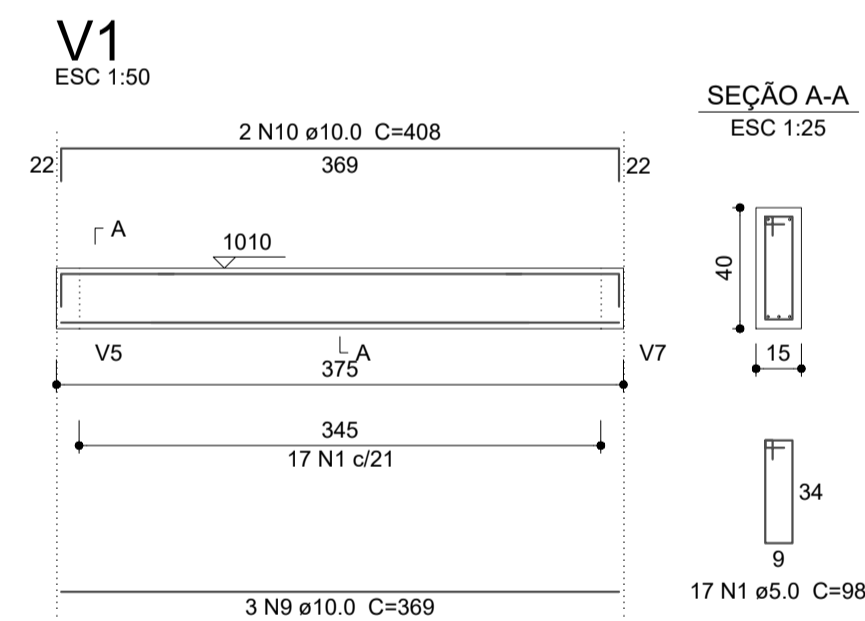 V1
ESC 1:50
2 N10 ø10.0 C=408
22
369
22
A
1010
V5
A
V7
375
345
17 N1 c/21
3 N9 ø10.0 C=369
SEÇÃO A-A
ESC 1:25
40
15
34
9
17 N1 ø5.0 C=98